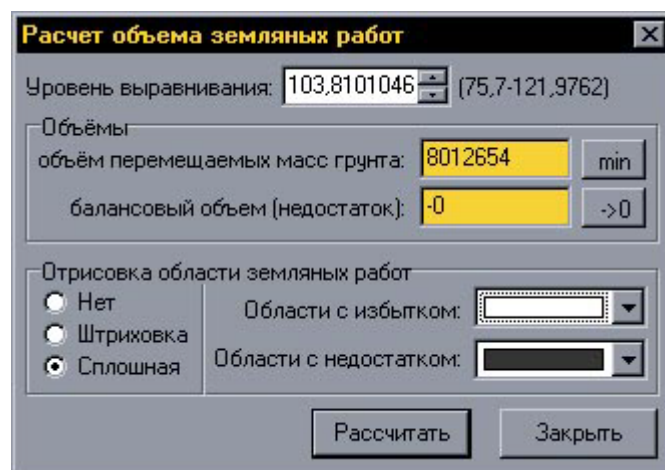 Расчет объема земляных работ
Уровень выравнивания: 103,8101046 (75,7-121,9762)
Объёмы
объём перемещаемых масс грунта: 8012654 min
балансовый объем (недостаток): -0 ->0
Отрисовка области земляных работ
Нет
Области с избытком:
Штриховка
Области с недостатком:
Сплошная
Рассчитать Закрыть